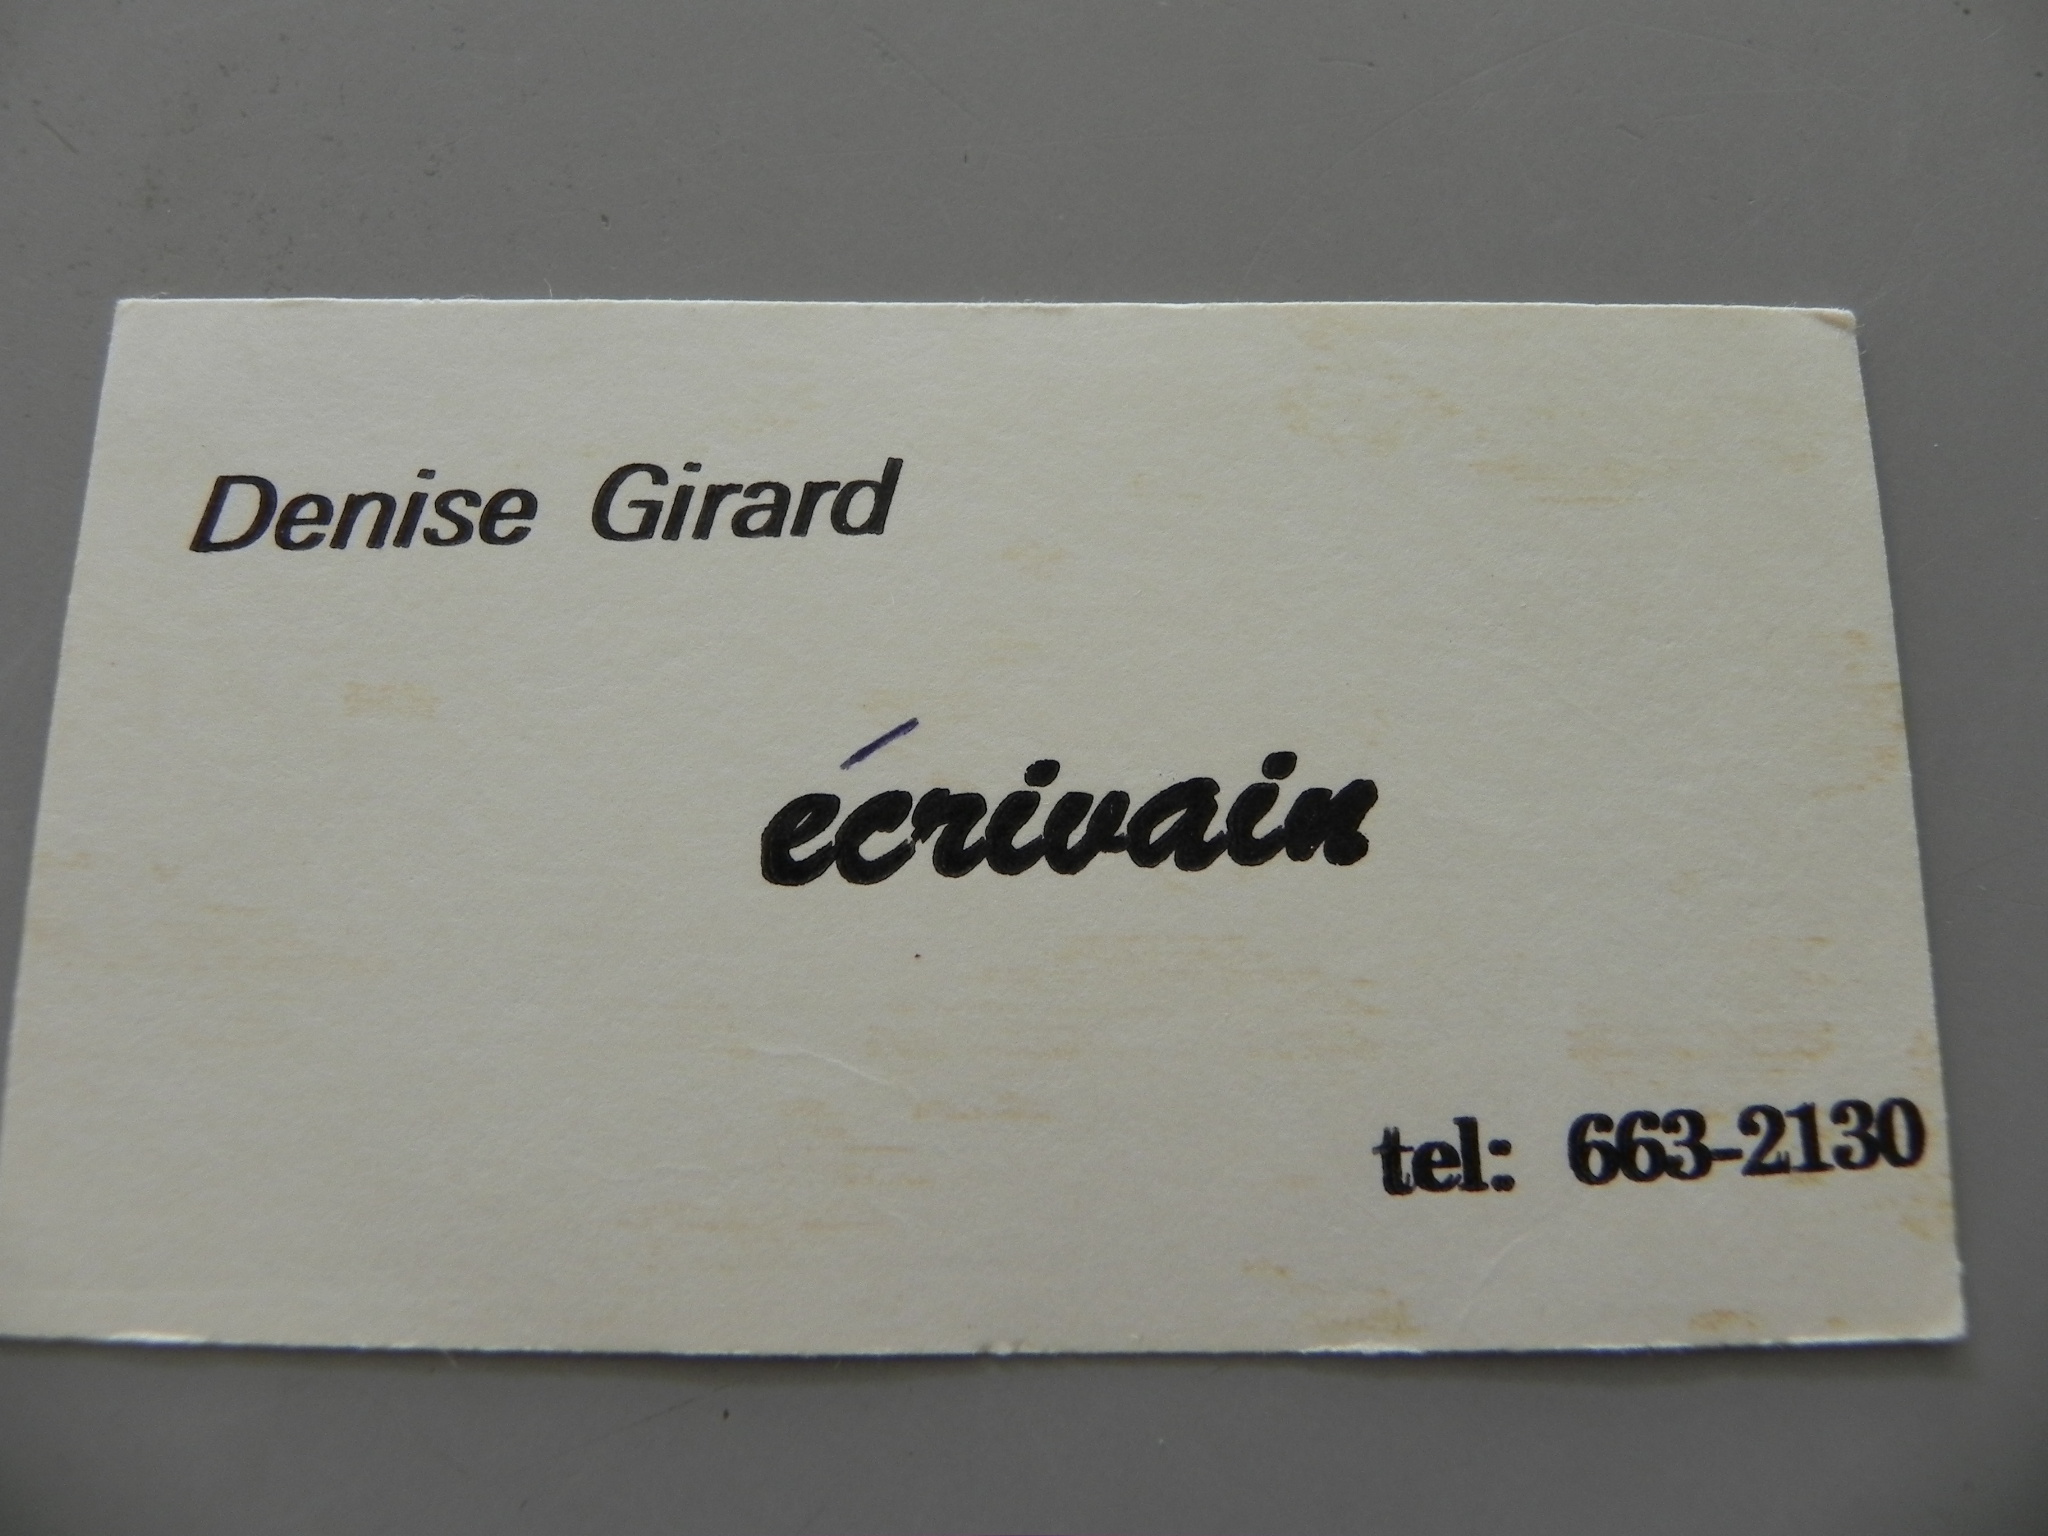 Denise Girard
écrivain
tel: 663-2130